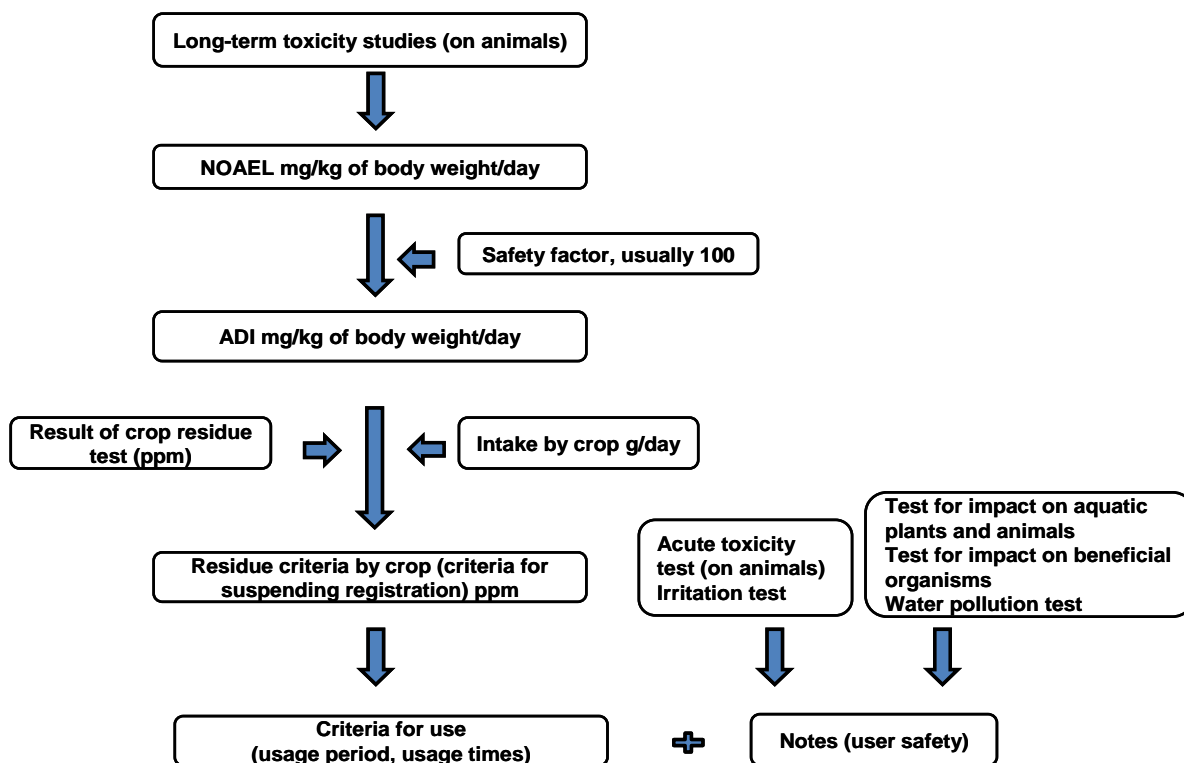 Long-term toxicity studies (on animals)
NOAEL mg/kg of body weight/day
Safety factor, usually 100
ADI mg/kg of body weight/day
Result of crop residue
test (ppm)
Intake by crop g/day
Residue criteria by crop (criteria for
suspending registration) ppm
Acute toxicity
test (on animals)
Irritation test
Test for impact on aquatic
plants and animals
Test for impact on beneficial
organisms
Water pollution test
Criteria for use
(usage period, usage times)
Notes (user safety)